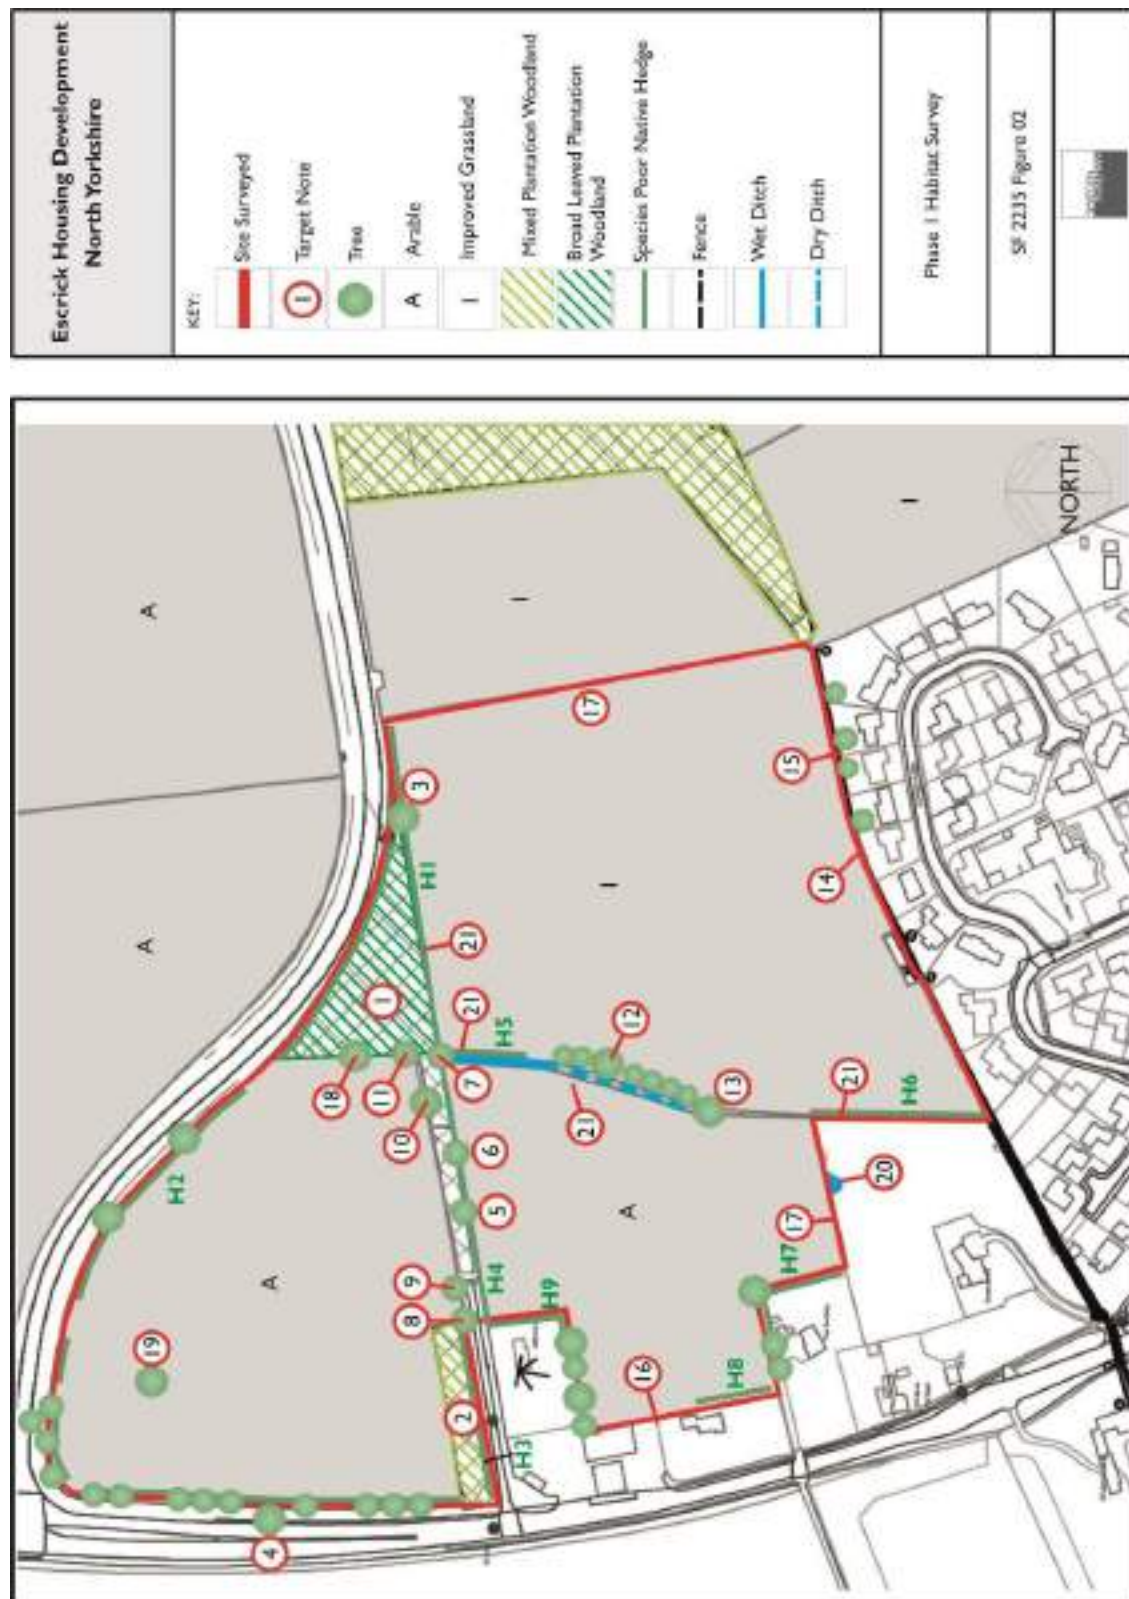 Escrick Housing Development
North Yorkshire
KEY:
Site Surveyed
1
Target Note
Tree
A
Arable
I
Improved Grassland
Mixed Plantation Woodland
Broad Leaved Plantation
Woodland
Species Poor Native Hedge
Fence
Wet Ditch
Dry Ditch
Phase 1 Habitat Survey
SF 2235 Figure 02
A
A
I
I
NORTH
17
3
H1
15
14
I
21
1
21
H5
12
7
18
11
10
21
13
21
H6
H2
6
5
A
20
17
A
9
H4
H9
H7
8
19
2
H3
16
H8
4